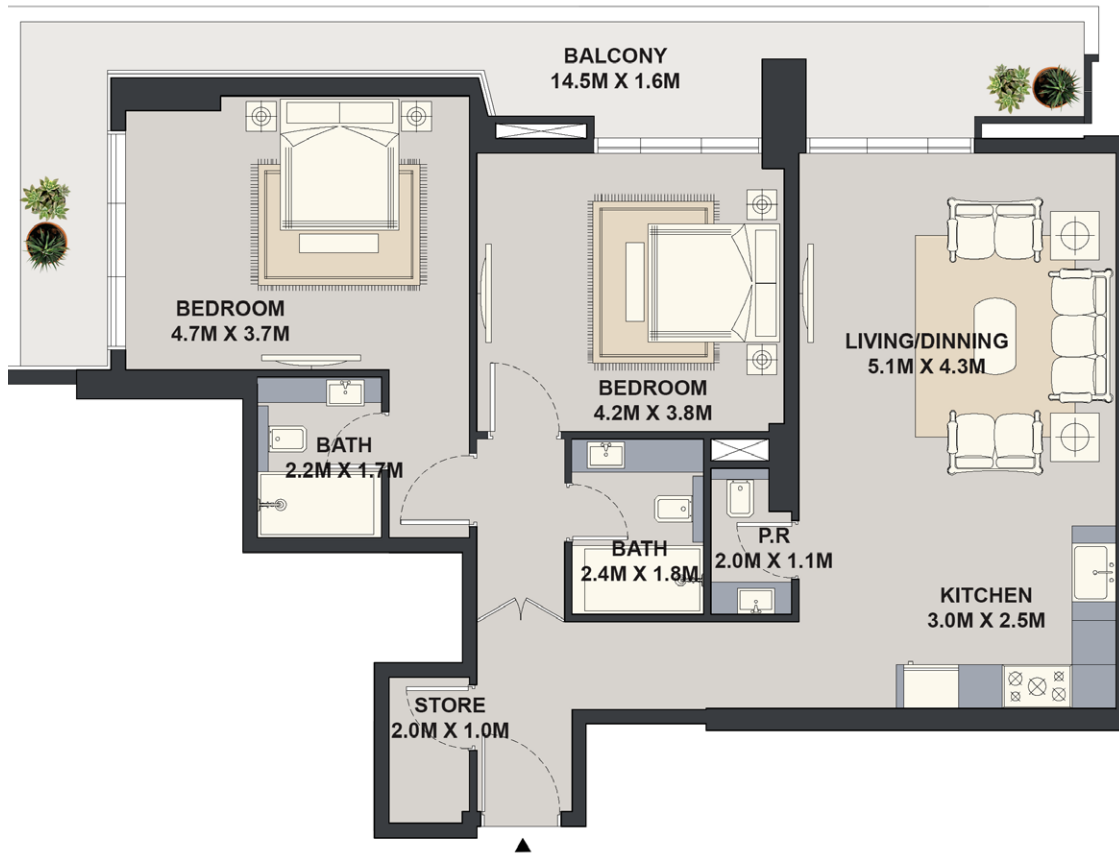 BALCONY
14.5M X 1.6M
BEDROOM
4.7M X 3.7M
LIVING/DINNING
5.1M X 4.3M
BEDROOM
4.2M X 3.8M
BATH
2.2M X 1.7M
P.R
2.0M X 1.1M
BATH
2.4M X 1.8M
KITCHEN
3.0M X 2.5M
STORE
2.0M X 1.0M